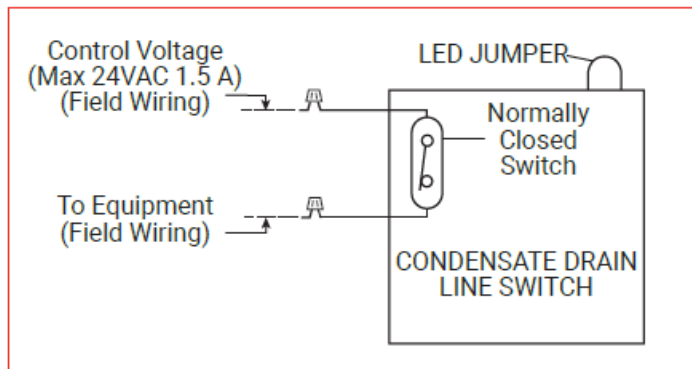 Control Voltage
(Max 24VAC 1.5 A)
(Field Wiring)
To Equipment
(Field Wiring)
LED JUMPER
Normally
Closed
Switch
CONDENSATE DRAIN
LINE SWITCH